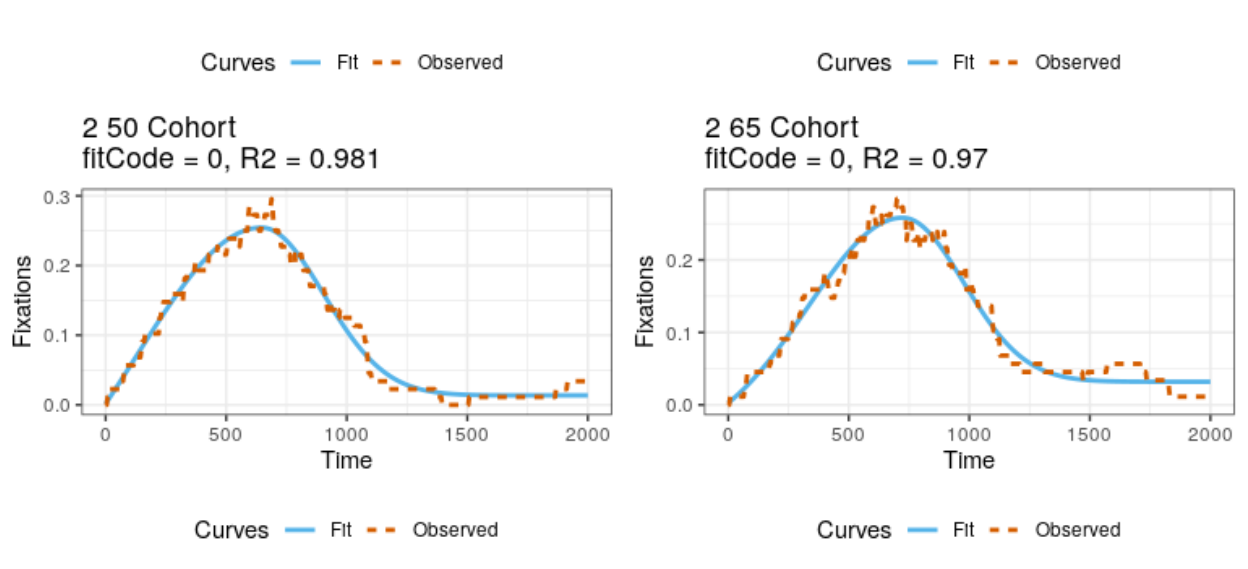 Curves Fit Observed
Curves Fit Observed
2 50 Cohort
fitCode = 0, R2 = 0.981
0.3
0.2
0.1
0.0
Fixations
0 500 1000 1500 2000
Time
2 65 Cohort
fitCode = 0, R2 = 0.97
0.2
0.1
0.0
Fixations
0 500 1000 1500 2000
Time
Curves Fit Observed
Curves Fit Observed